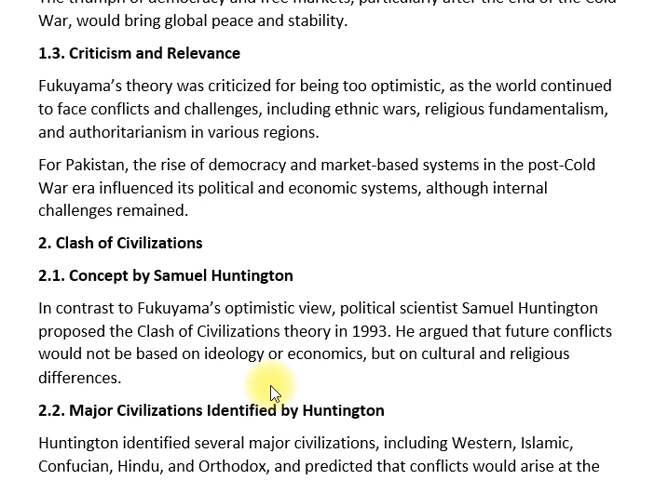 The triumph of democracy and free markets, particularly after the end of the Cold
War, would bring global peace and stability.
1.3. Criticism and Relevance
Fukuyama's theory was criticized for being too optimistic, as the world continued
to face conflicts and challenges, including ethnic wars, religious fundamentalism,
and authoritarianism in various regions.
For Pakistan, the rise of democracy and market-based systems in the post-Cold
War era influenced its political and economic systems, although internal
challenges remained.
2. Clash of Civilizations
2.1. Concept by Samuel Huntington
In contrast to Fukuyama's optimistic view, political scientist Samuel Huntington
proposed the Clash of Civilizations theory in 1993. He argued that future conflicts
would not be based on ideology or economics, but on cultural and religious
differences.
2.2. Major Civilizations Identified by Huntington
Huntington identified several major civilizations, including Western, Islamic,
Confucian, Hindu, and Orthodox, and predicted that conflicts would arise at the